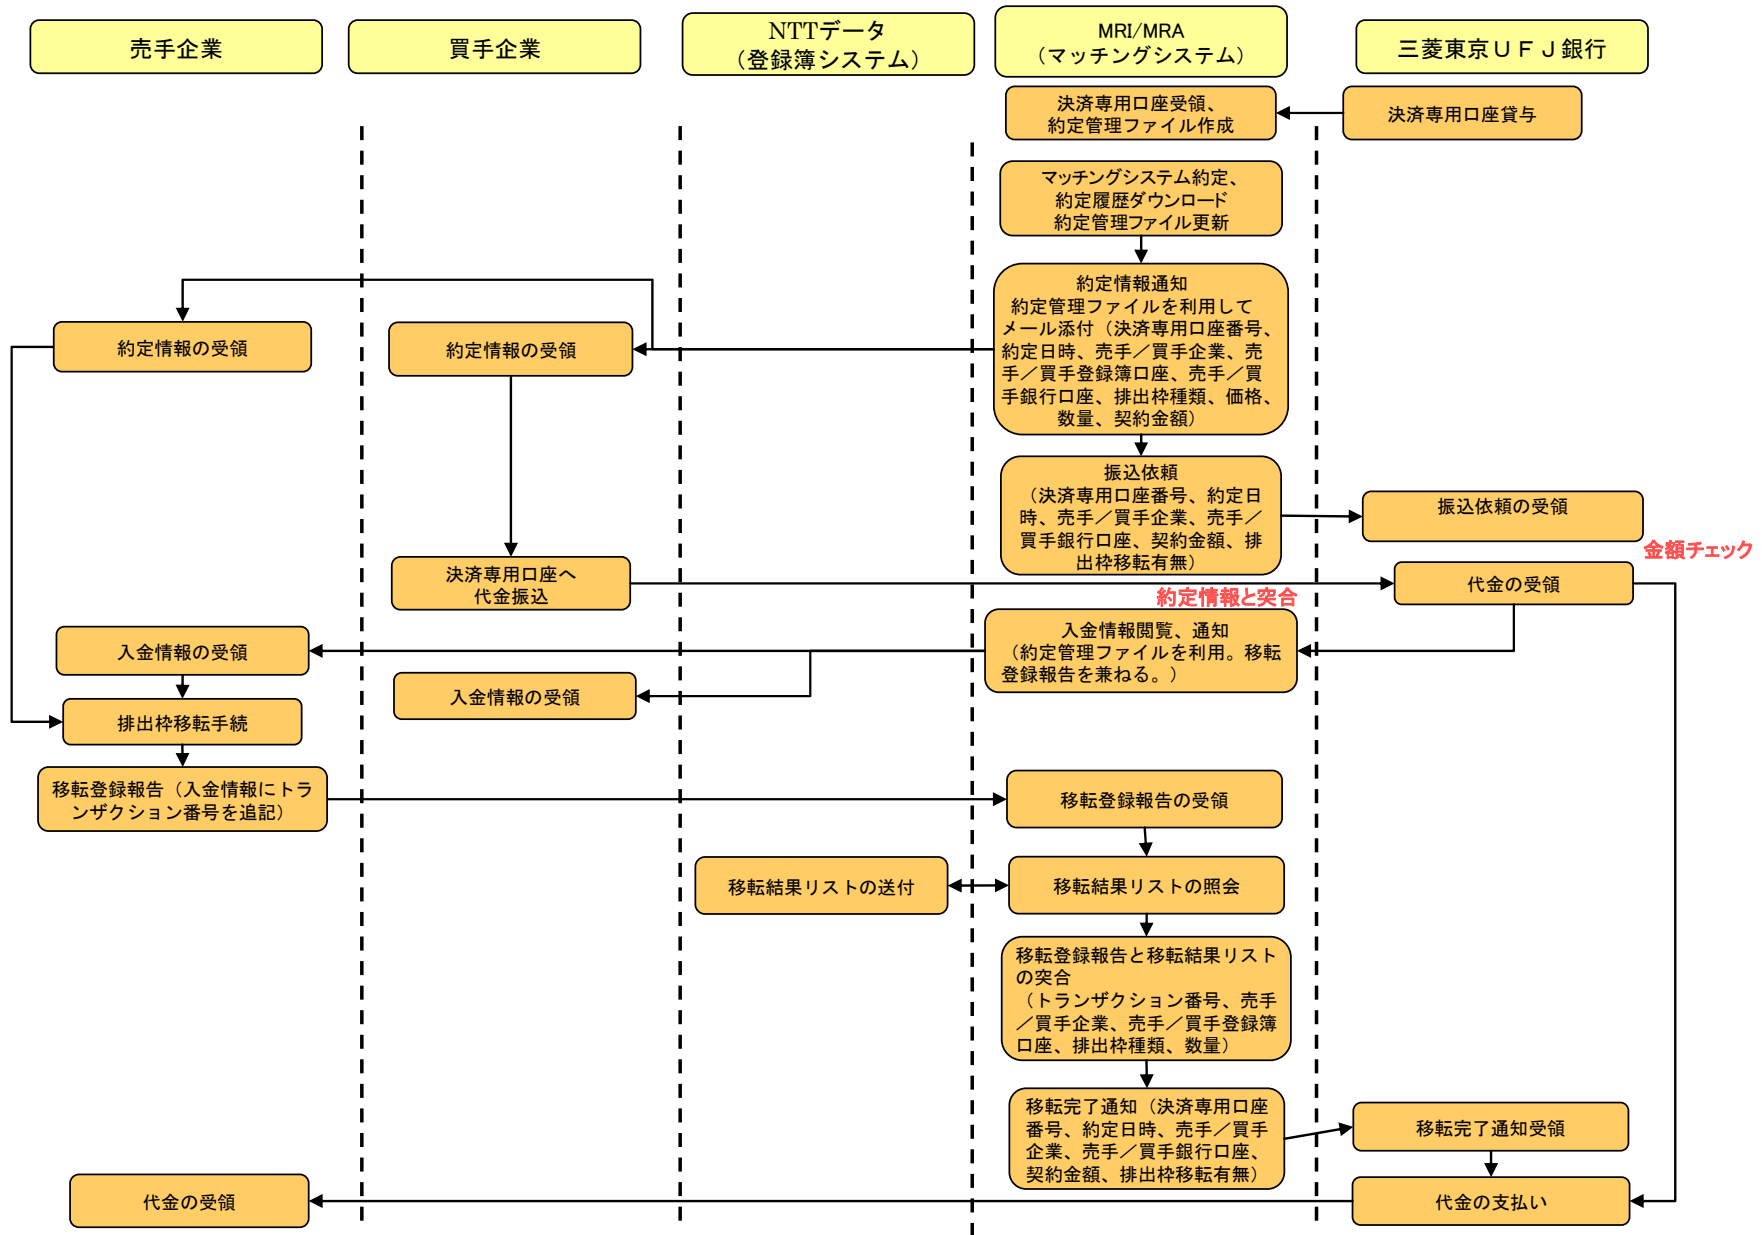 売手企業
買手企業
NTTデータ
（登録簿システム）
MRI/MRA
（マッチングシステム）
三菱東京ＵＦＪ銀行
決済専用口座受領、
約定管理ファイル作成
決済専用口座貸与
マッチングシステム約定、
約定履歴ダウンロード
約定管理ファイル更新
約定情報通知
約定管理ファイルを利用して
メール添付（決済専用口座番号、
約定日時、売手／買手企業、売
手／買手登録簿口座、売手／買
手銀行口座、排出枠種類、価格、
数量、契約金額）
約定情報の受領
約定情報の受領
振込依頼
（決済専用口座番号、約定日
時、売手／買手企業、売手／
買手銀行口座、契約金額、排
出枠移転有無）
振込依頼の受領
金額チェック
決済専用口座へ
代金振込
代金の受領
約定情報と突合
入金情報閲覧、通知
（約定管理ファイルを利用。移転
登録報告を兼ねる。）
入金情報の受領
入金情報の受領
排出枠移転手続
移転登録報告（入金情報にトラ
ンザクション番号を追記）
移転登録報告の受領
移転結果リストの送付
移転結果リストの照会
移転登録報告と移転結果リスト
の突合
（トランザクション番号、売手
／買手企業、売手／買手登録簿
口座、排出枠種類、数量）
移転完了通知（決済専用口座
番号、約定日時、売手／買手
企業、売手／買手銀行口座、
契約金額、排出枠移転有無）
移転完了通知受領
代金の受領
代金の支払い